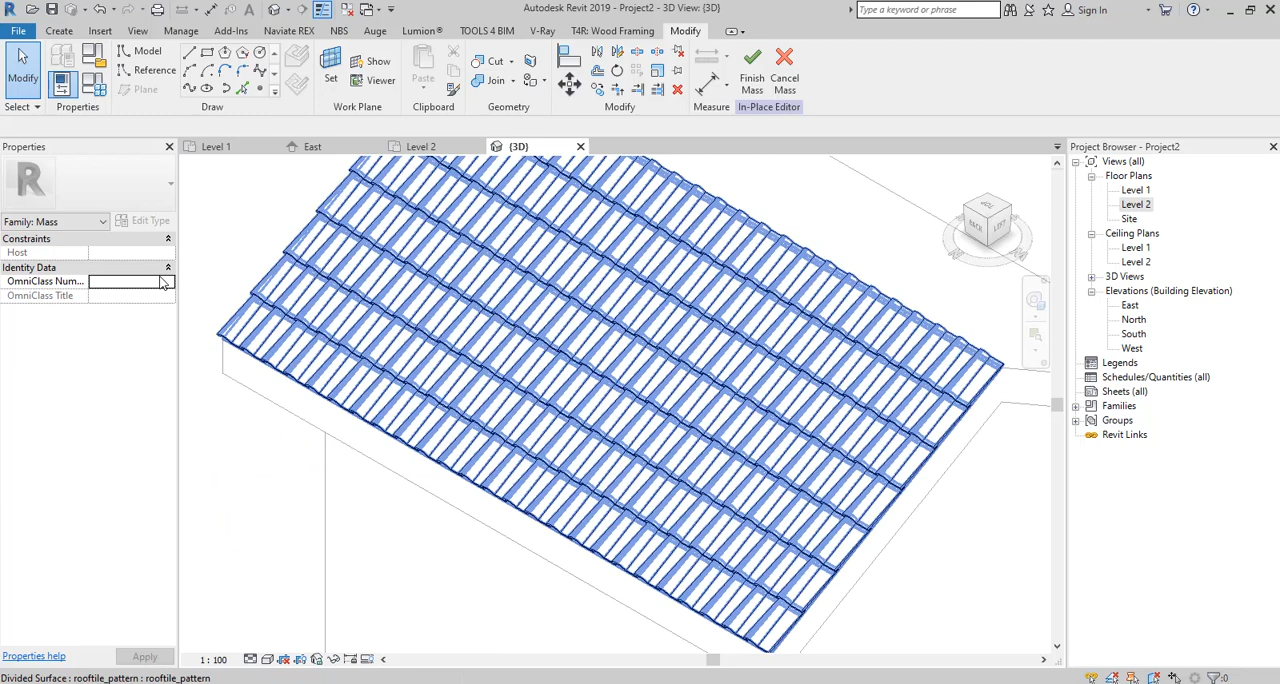 Autodesk Revit 2019 - Project2 - 3D View: {3D}
Type a keyword or phrase
Sign In
File Create Insert View Manage Add-Ins Naviate REX NBS Auge Lumion® TOOLS 4 BIM V-Ray T4R: Wood Framing Modify
Modify
Select
Properties
Model
Reference
Plane
Draw
Set
Show
Viewer
Work Plane
Paste
Clipboard
Cut
Join
Geometry
Modify
Measure
Finish Mass
Cancel Mass
In-Place Editor
Properties
Level 1
East
Level 2
{3D}
Project Browser - Project2
Family: Mass
Edit Type
Constraints
Host
Identity Data
OmniClass Num...
OmniClass Title
TOP
BACK
Views (all)
Floor Plans
Level 1
Level 2
Site
Ceiling Plans
Level 1
Level 2
3D Views
Elevations (Building Elevation)
East
North
South
West
Legends
Schedules/Quantities (all)
Sheets (all)
Families
Groups
Revit Links
Properties help
Apply
1 : 100
Divided Surface : rooftile_pattern : rooftile_pattern
:0